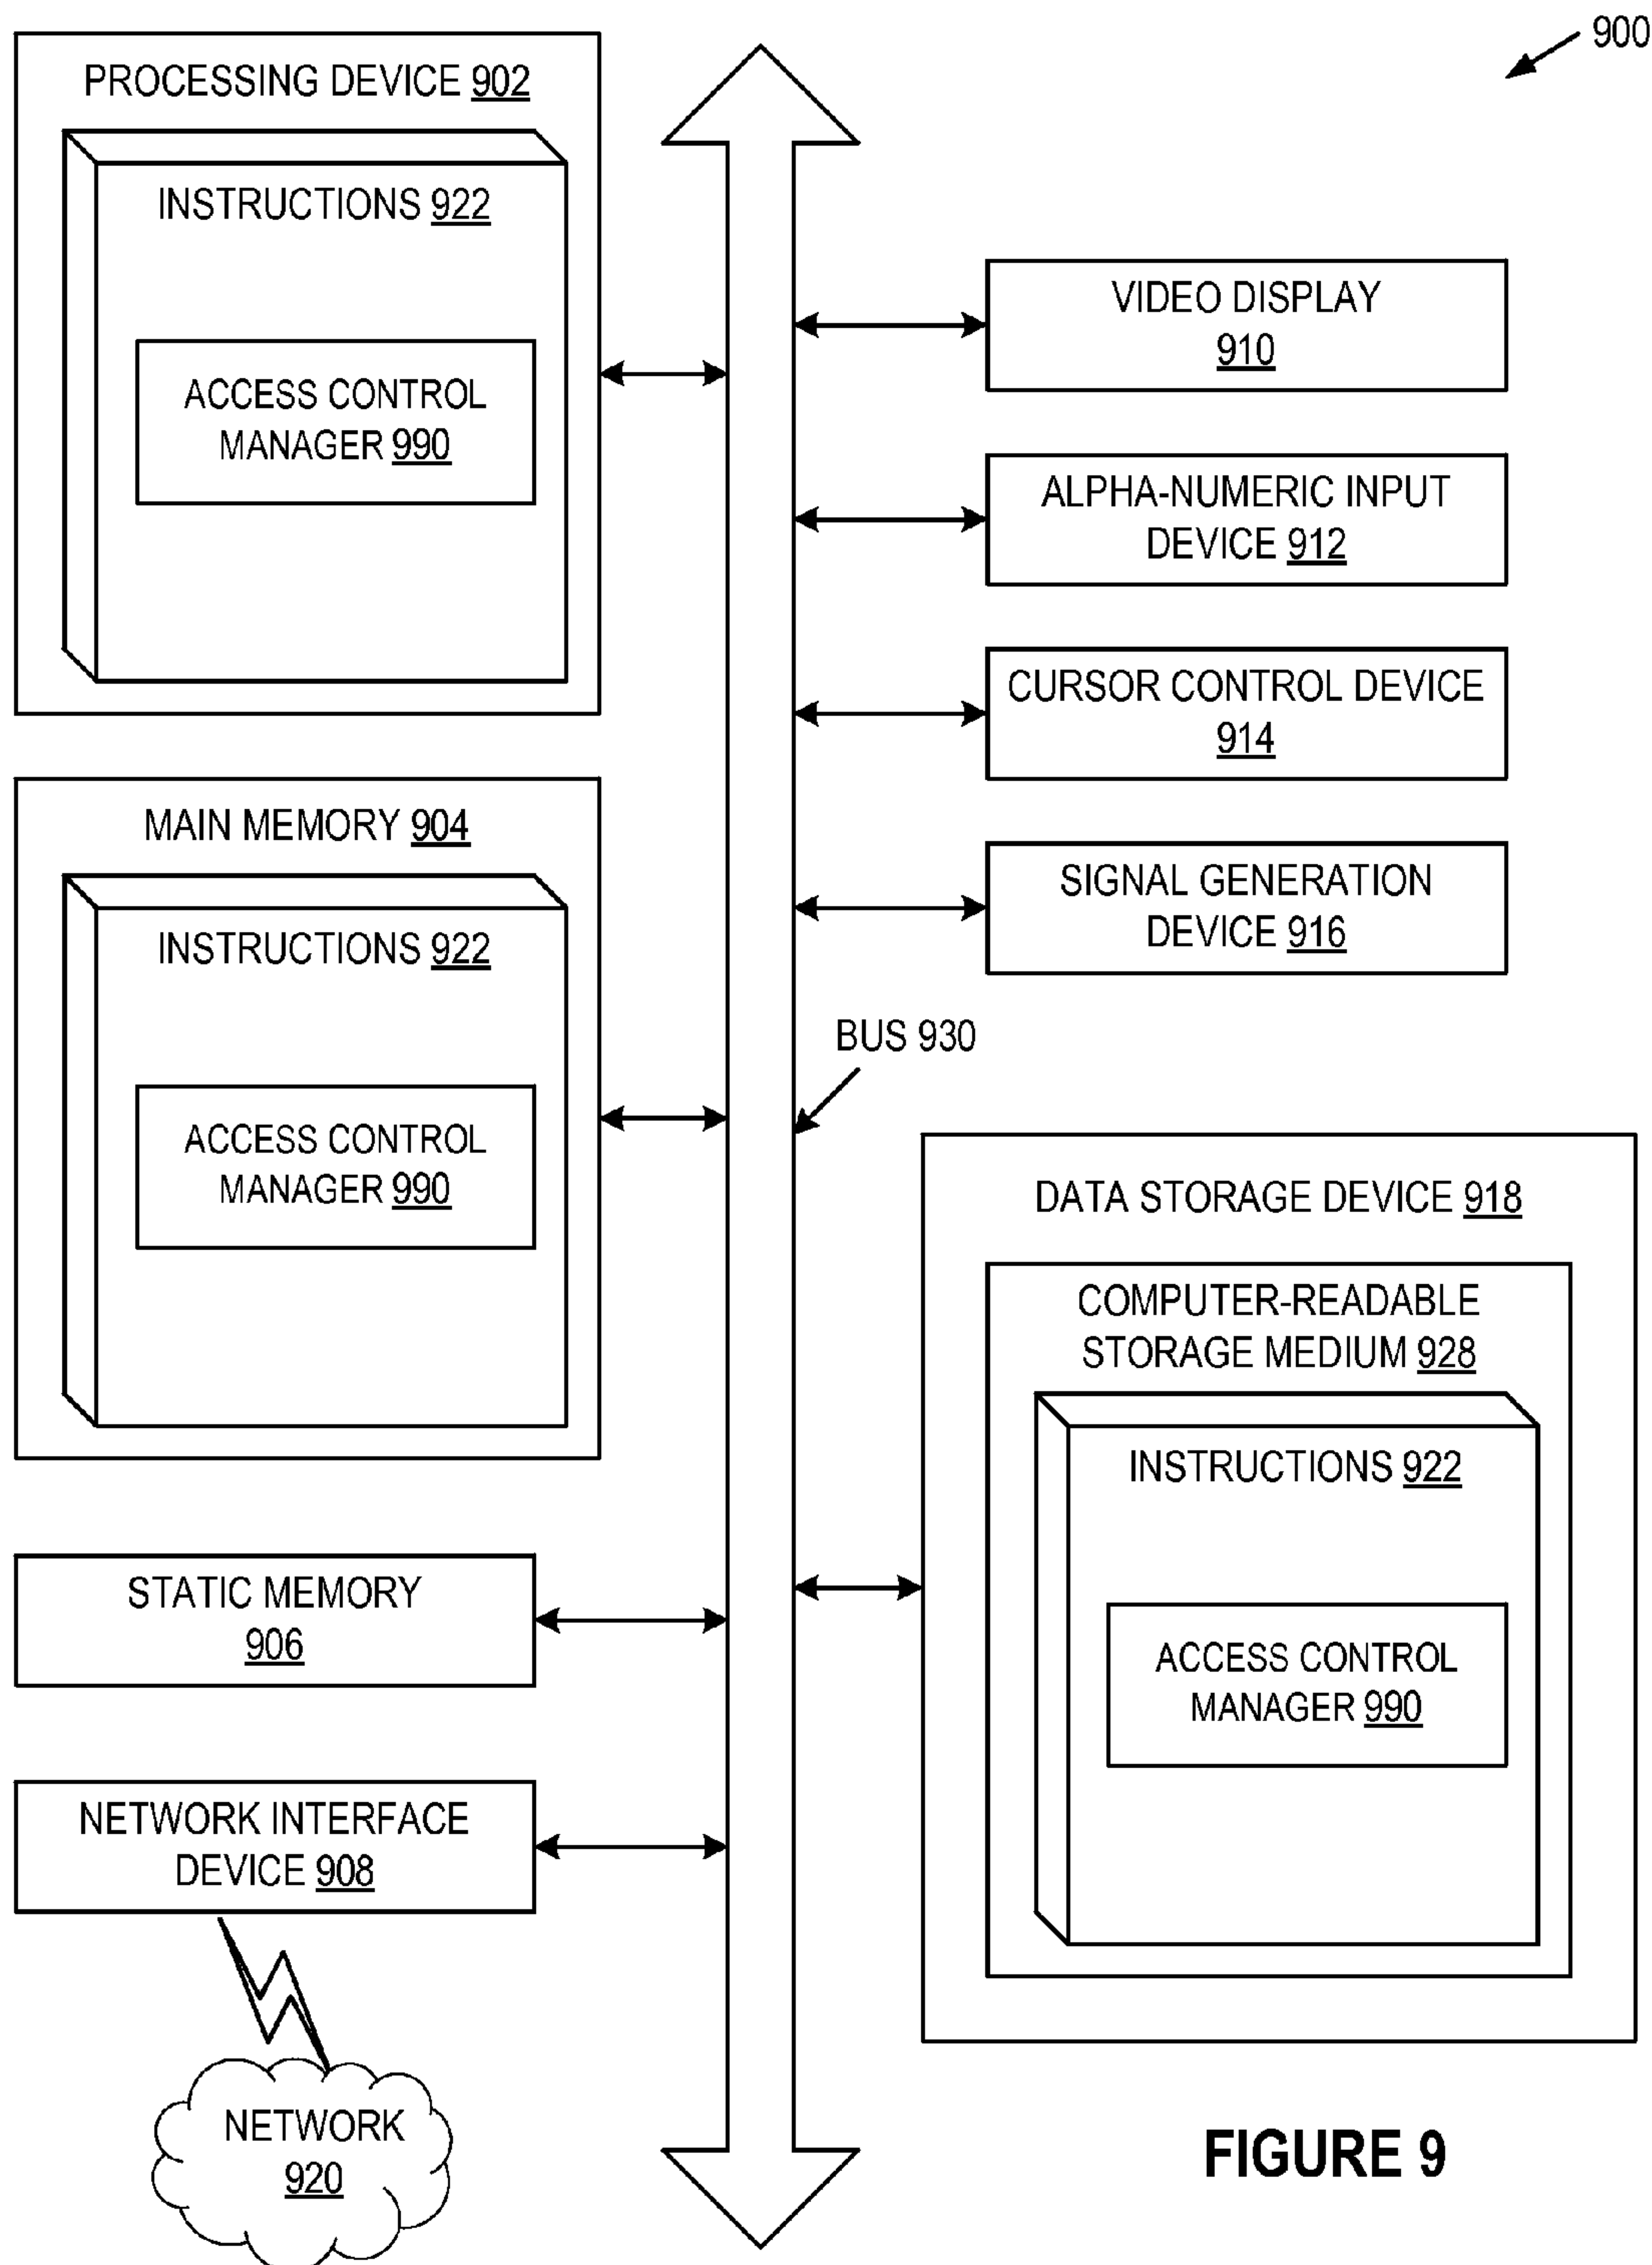 900
PROCESSING DEVICE 902
INSTRUCTIONS 922
ACCESS CONTROL
MANAGER 990
MAIN MEMORY 904
INSTRUCTIONS 922
ACCESS CONTROL
MANAGER 990
STATIC MEMORY
906
NETWORK INTERFACE
DEVICE 908
NETWORK
920
BUS 930
VIDEO DISPLAY
910
ALPHA-NUMERIC INPUT
DEVICE 912
CURSOR CONTROL DEVICE
914
SIGNAL GENERATION
DEVICE 916
DATA STORAGE DEVICE 918
COMPUTER-READABLE
STORAGE MEDIUM 928
INSTRUCTIONS 922
ACCESS CONTROL
MANAGER 990
FIGURE 9